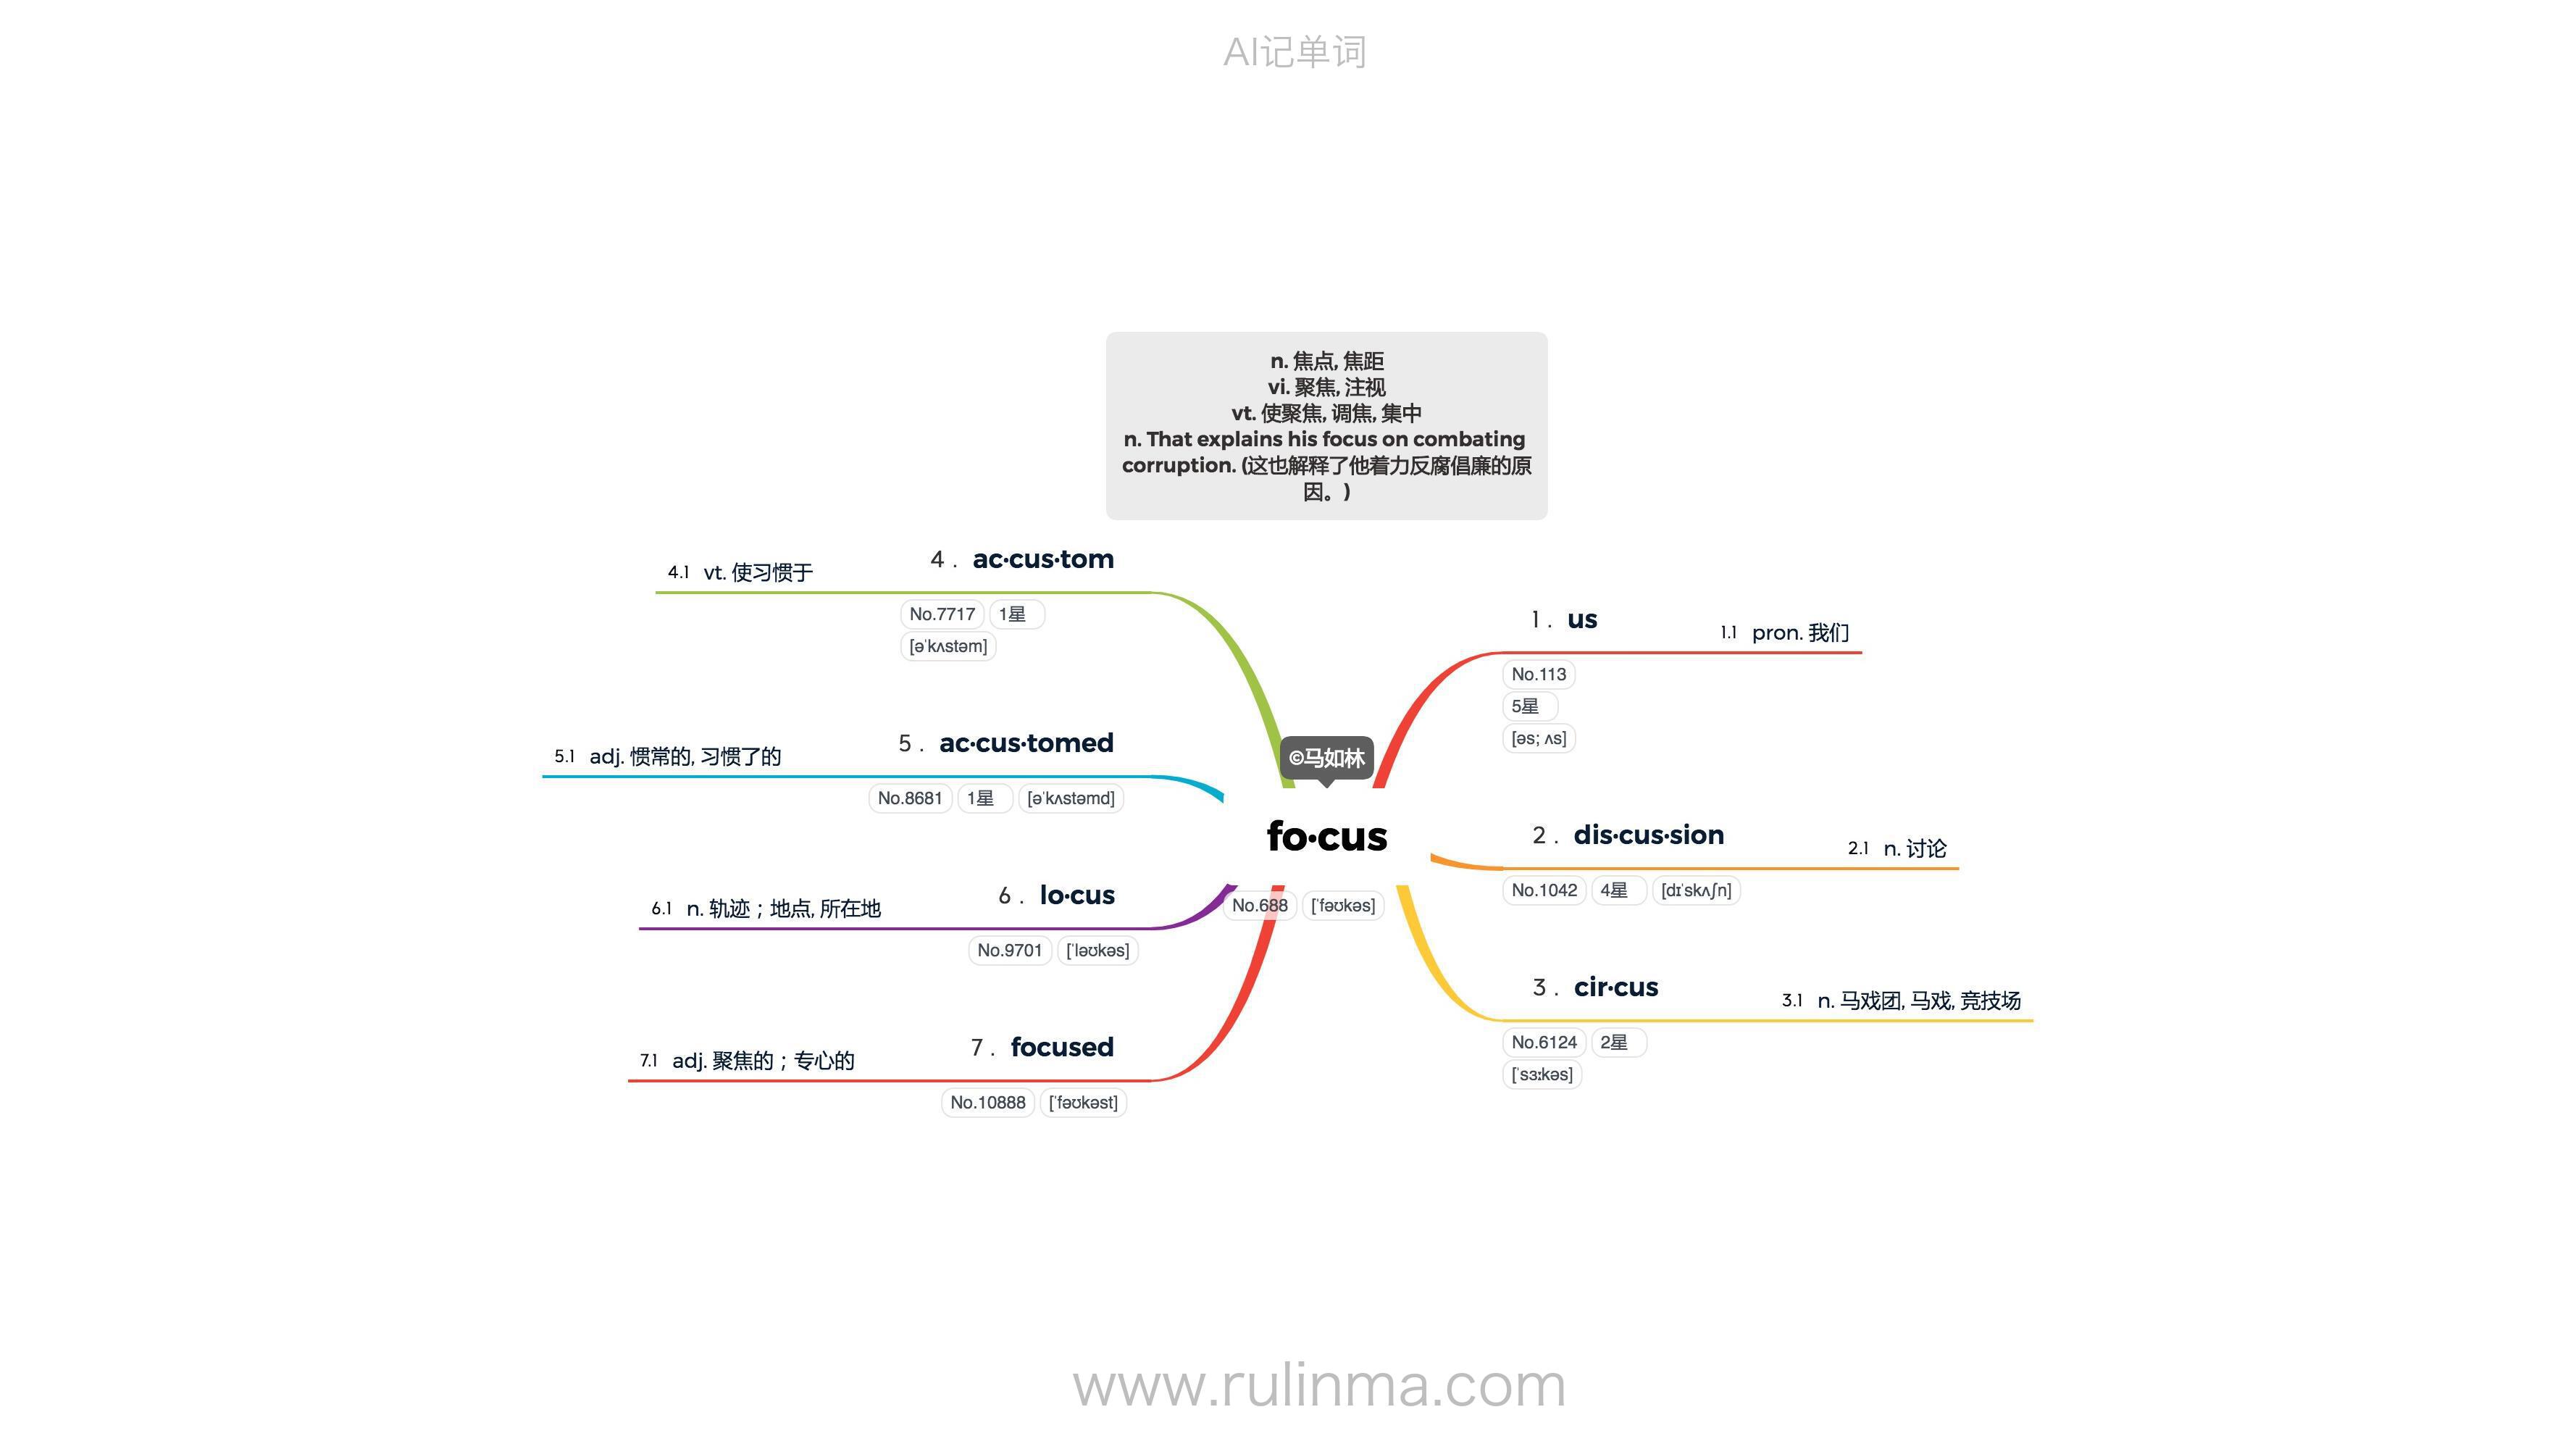 AI记单词
n. 焦点, 焦距
vi. 聚焦, 注视
vt. 使聚焦, 调焦, 集中
n. That explains his focus on combating
corruption. (这也解释了他着力反腐倡廉的原
因。)
©马如林
fo·cus
No.688 [ˈfəʊkəs]
1 . us
1.1 pron. 我们
No.113
5星
[əs; ʌs]
2 . dis·cus·sion
2.1 n. 讨论
No.1042 4星 [dɪˈskʌʃn]
3 . cir·cus
3.1 n. 马戏团, 马戏, 竞技场
No.6124 2星
[ˈsɜːkəs]
4 . ac·cus·tom
4.1 vt. 使习惯于
No.7717 1星
[əˈkʌstəm]
5 . ac·cus·tomed
5.1 adj. 惯常的, 习惯了的
No.8681 1星 [əˈkʌstəmd]
6 . lo·cus
6.1 n. 轨迹；地点, 所在地
No.9701 [ˈləʊkəs]
7 . focused
7.1 adj. 聚焦的；专心的
No.10888 [ˈfəʊkəst]
www.rulinma.com